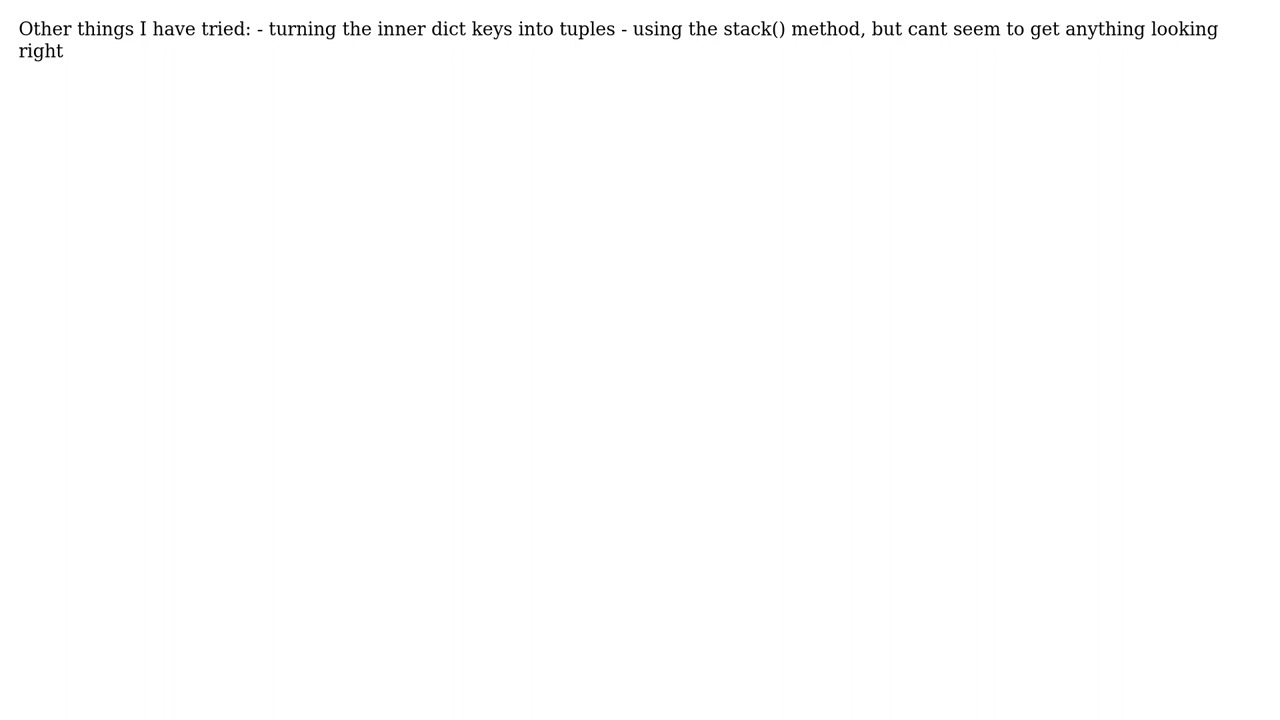 Other things I have tried: - turning the inner dict keys into tuples - using the stack() method, but cant seem to get anything looking
right